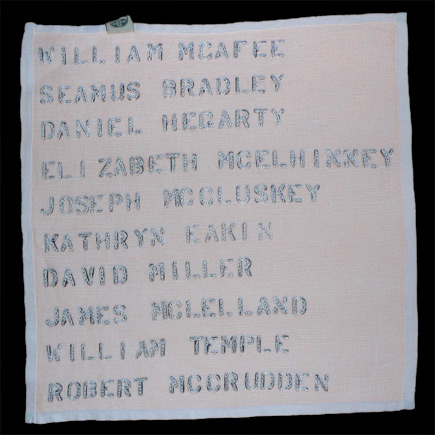 WILLIAM MCAFEE
SEAMUS BRADLEY
DANIEL HEGARTY
ELIZABETH MCELHINNEY
JOSEPH MCCLUSKEY
KATHRYN EAKIN
DAVID MILLER
JAMES MCLELLAND
WILLIAM TEMPLE
ROBERT MCCRUDDEN